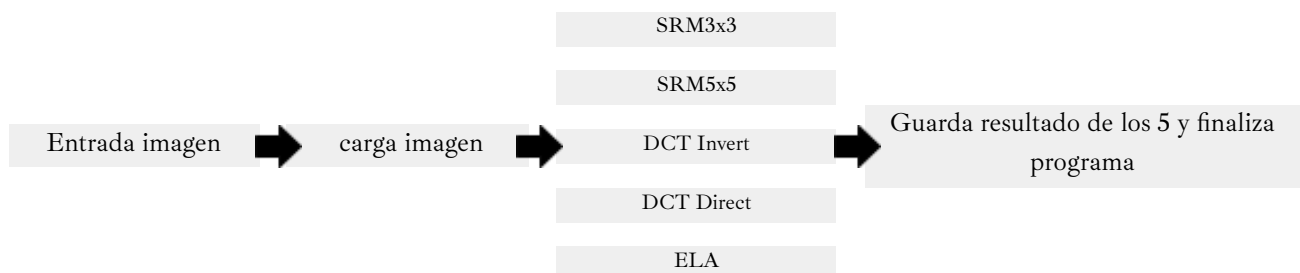 Entrada imagen
carga imagen
SRM3x3
SRM5x5
DCT Invert
DCT Direct
ELA
Guarda resultado de los 5 y finaliza
programa